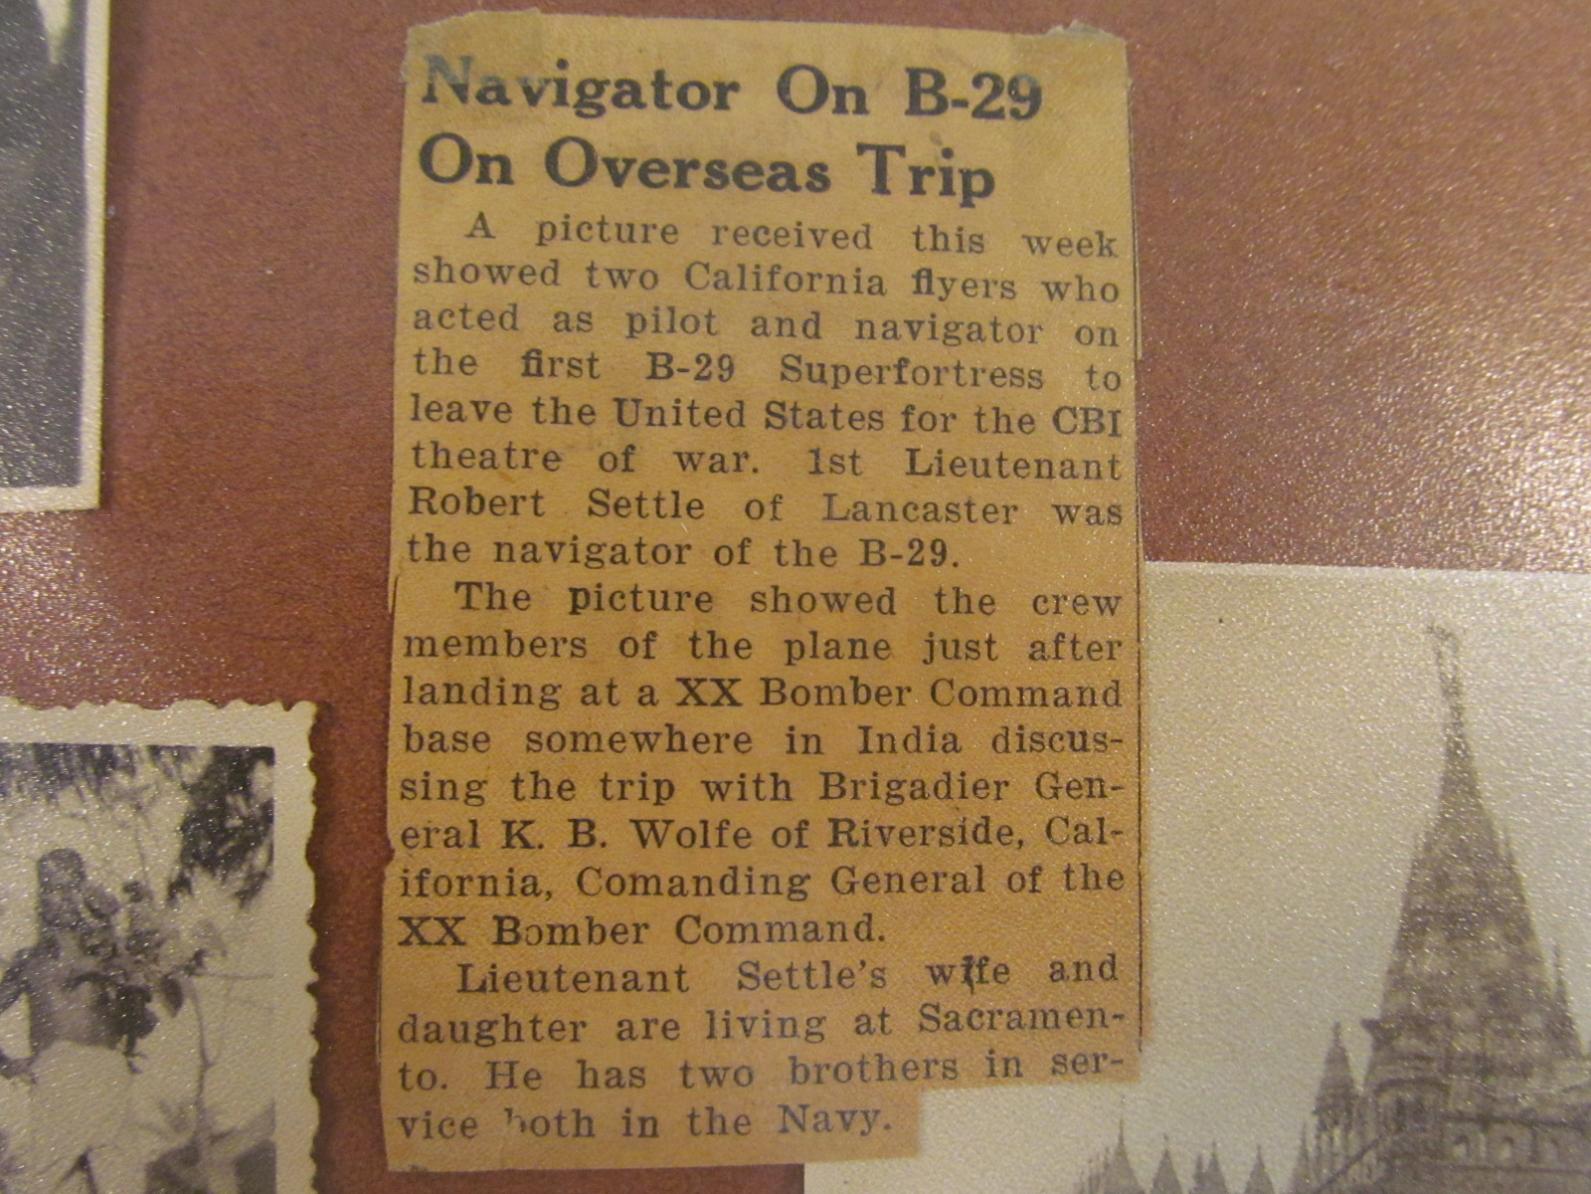 Navigator On B-29
On Overseas Trip
A picture received this week
showed two California flyers who
acted as pilot and navigator on
the first B-29 Superfortress to
leave the United States for the CBI
theatre of war. 1st Lieutenant
Robert Settle of Lancaster was
the navigator of the B-29.
The picture showed the crew
members of the plane just after
landing at a XX Bomber Command
base somewhere in India discus-
sing the trip with Brigadier Gen-
eral K. B. Wolfe of Riverside, Cal-
ifornia, Comanding General of the
XX Bomber Command.
Lieutenant Settle's wife and
daughter are living at Sacramen-
to. He has two brothers in ser-
vice both in the Navy.